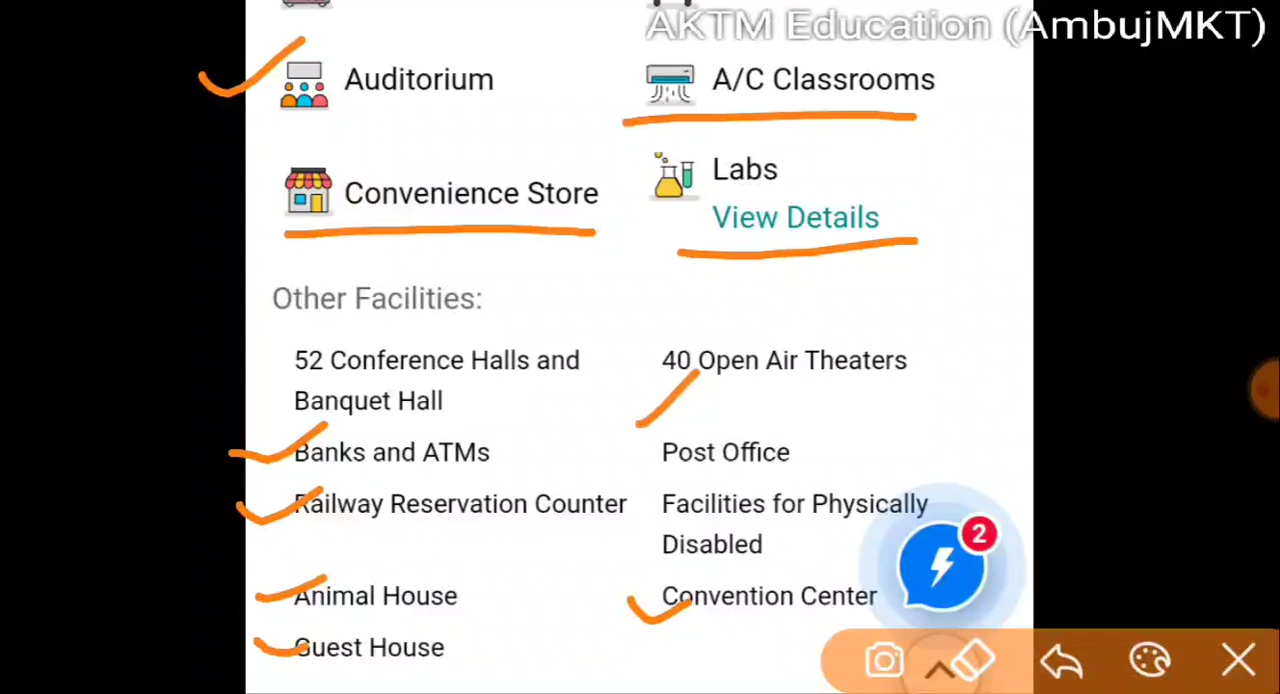 AKTM Education (AmbujMKT)
Auditorium
A/C Classrooms
Convenience Store
Labs
View Details
Other Facilities:
52 Conference Halls and
Banquet Hall
40 Open Air Theaters
Banks and ATMs
Post Office
Railway Reservation Counter
Facilities for Physically
Disabled
Animal House
Convention Center
Guest House
2